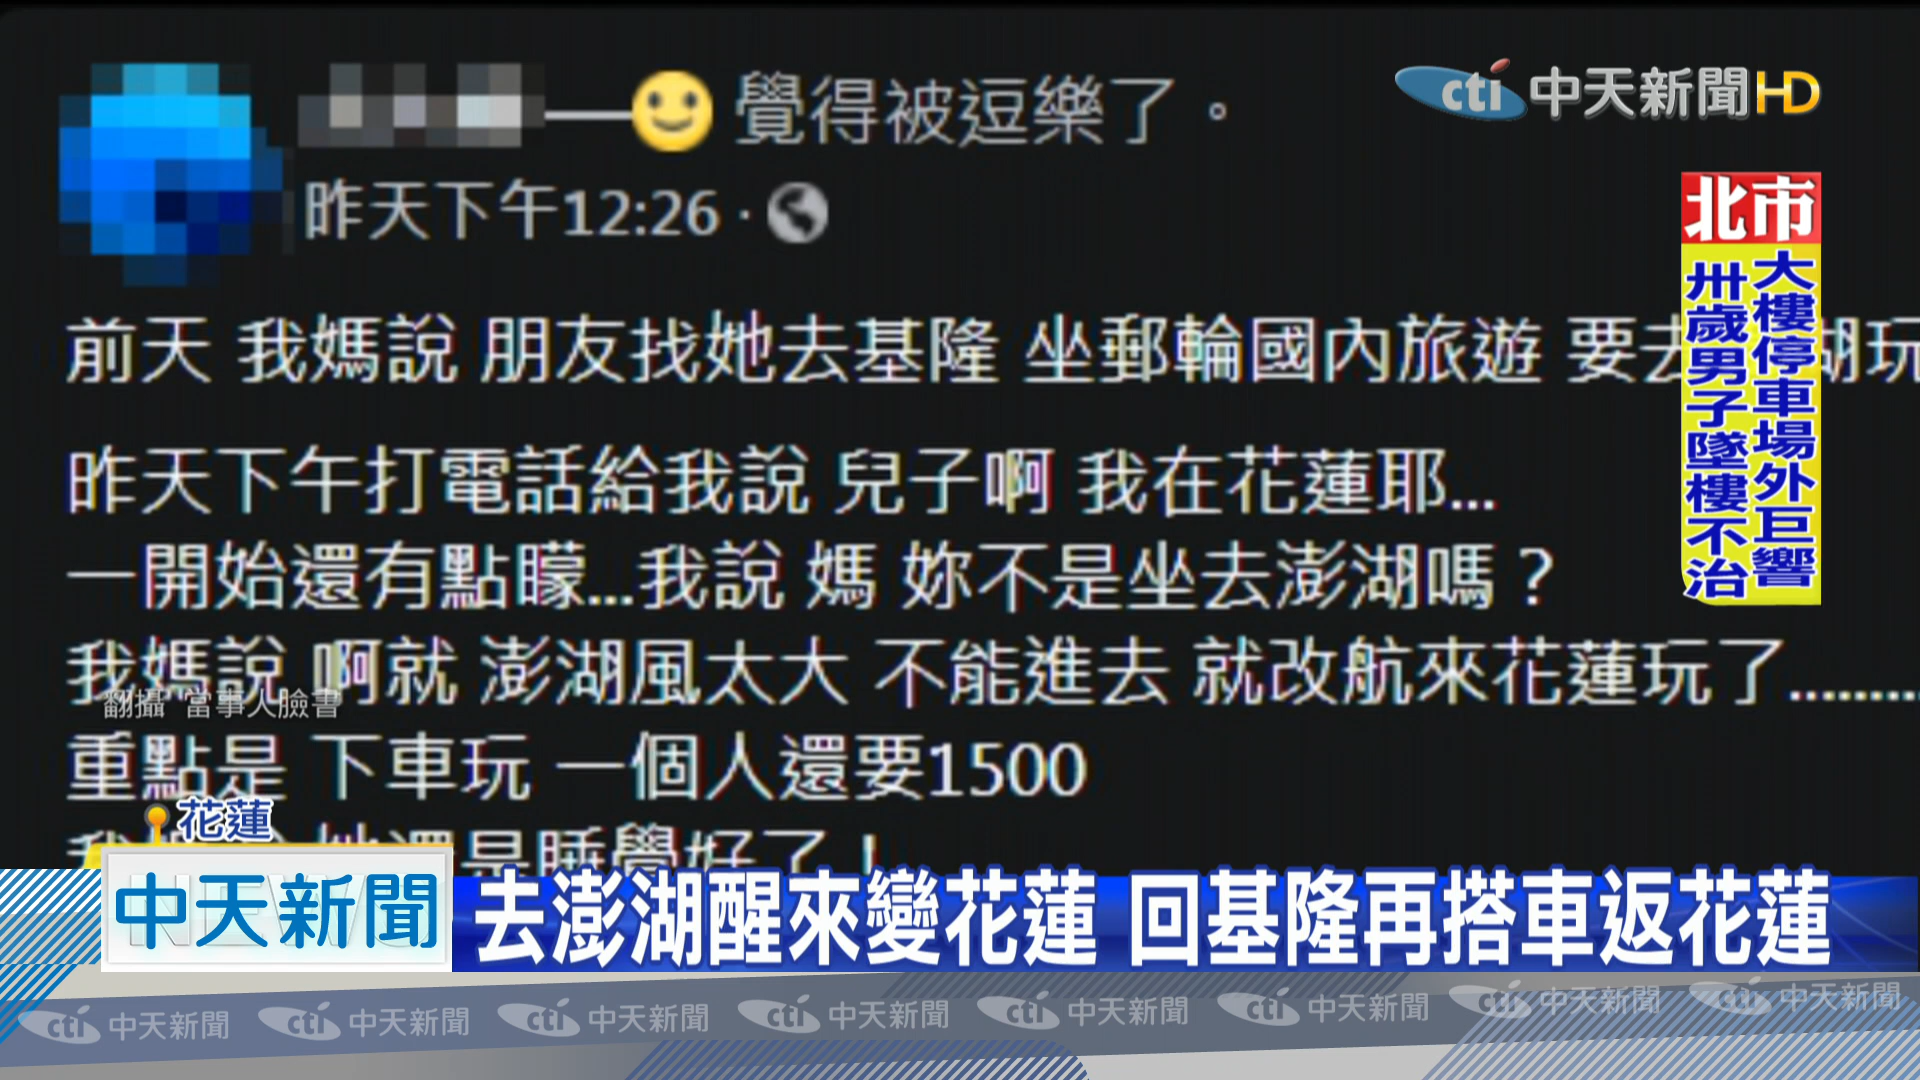 覺得被逗樂了。
昨天下午12:26 ·
前天 我媽說 朋友找她去基隆 坐郵輪國內旅遊 要去 湖玩
昨天下午打電話給我說 兒子啊 我在花蓮耶...
一開始還有點矇...我說 媽 妳不是坐去澎湖嗎？
我媽說 啊就 澎湖風太大 不能進去 就改航來花蓮玩了.........
翻攝 當事人臉書
重點是 下車玩 一個人還要1500
她還是睡覺好了！
cti 中天新聞HD
北市
大樓停車場外巨響
卅歲男子墜樓不治
花蓮
中天新聞
去澎湖醒來變花蓮 回基隆再搭車返花蓮
cti 中天新聞 cti 中天新聞 cti 中天新聞 cti 中天新聞 cti 中天新聞 cti 中天新聞 cti 中天新聞 cti 中天新聞